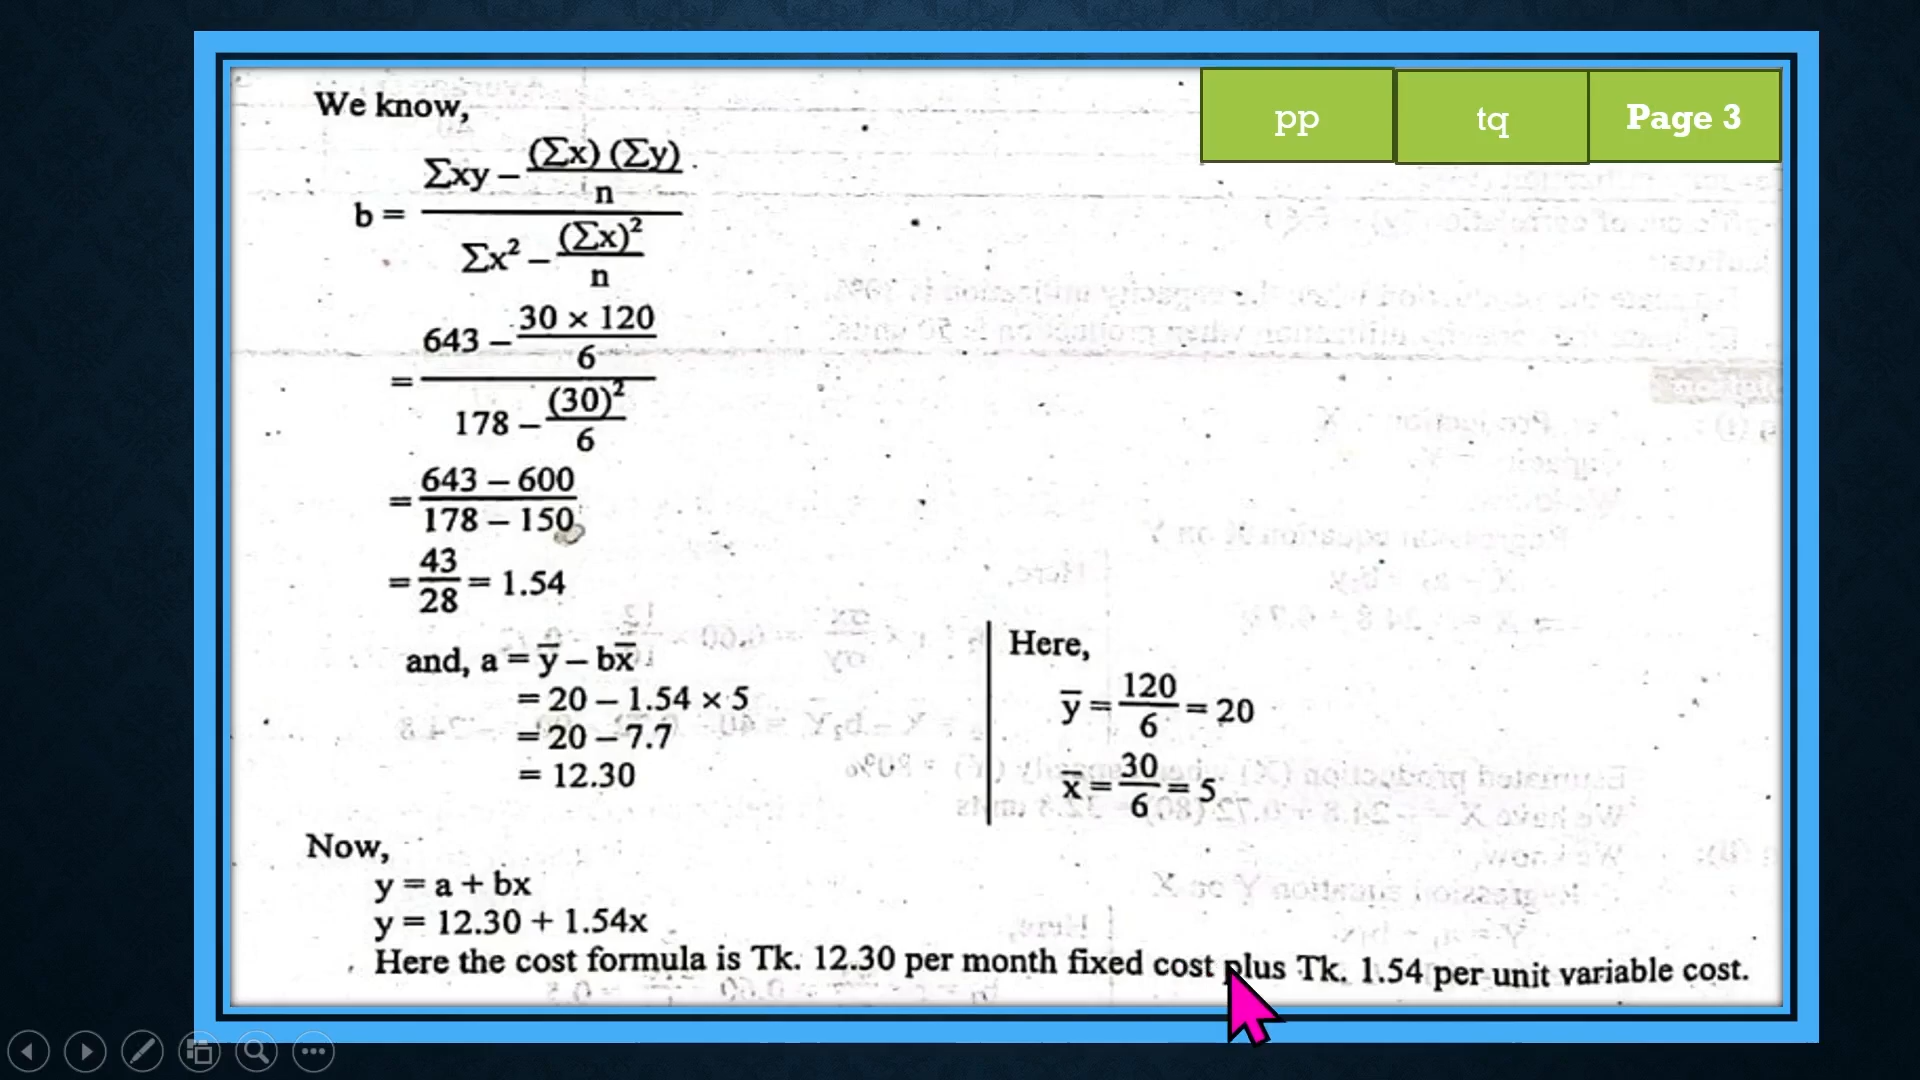 pp tq Page 3
We know,
b = (Σxy – (Σx) (Σy) / n) / (Σx² – (Σx)² / n)
= (643 – 30 × 120 / 6) / (178 – (30)² / 6)
= 643 – 600 / 178 – 150
= 43 / 28 = 1.54
and, a = y̅ – bx̅
= 20 – 1.54 × 5
= 20 – 7.7
= 12.30
Here,
y̅ = 120 / 6 = 20
x̅ = 30 / 6 = 5
Now,
y = a + bx
y = 12.30 + 1.54x
Here the cost formula is Tk. 12.30 per month fixed cost plus Tk. 1.54 per unit variable cost.